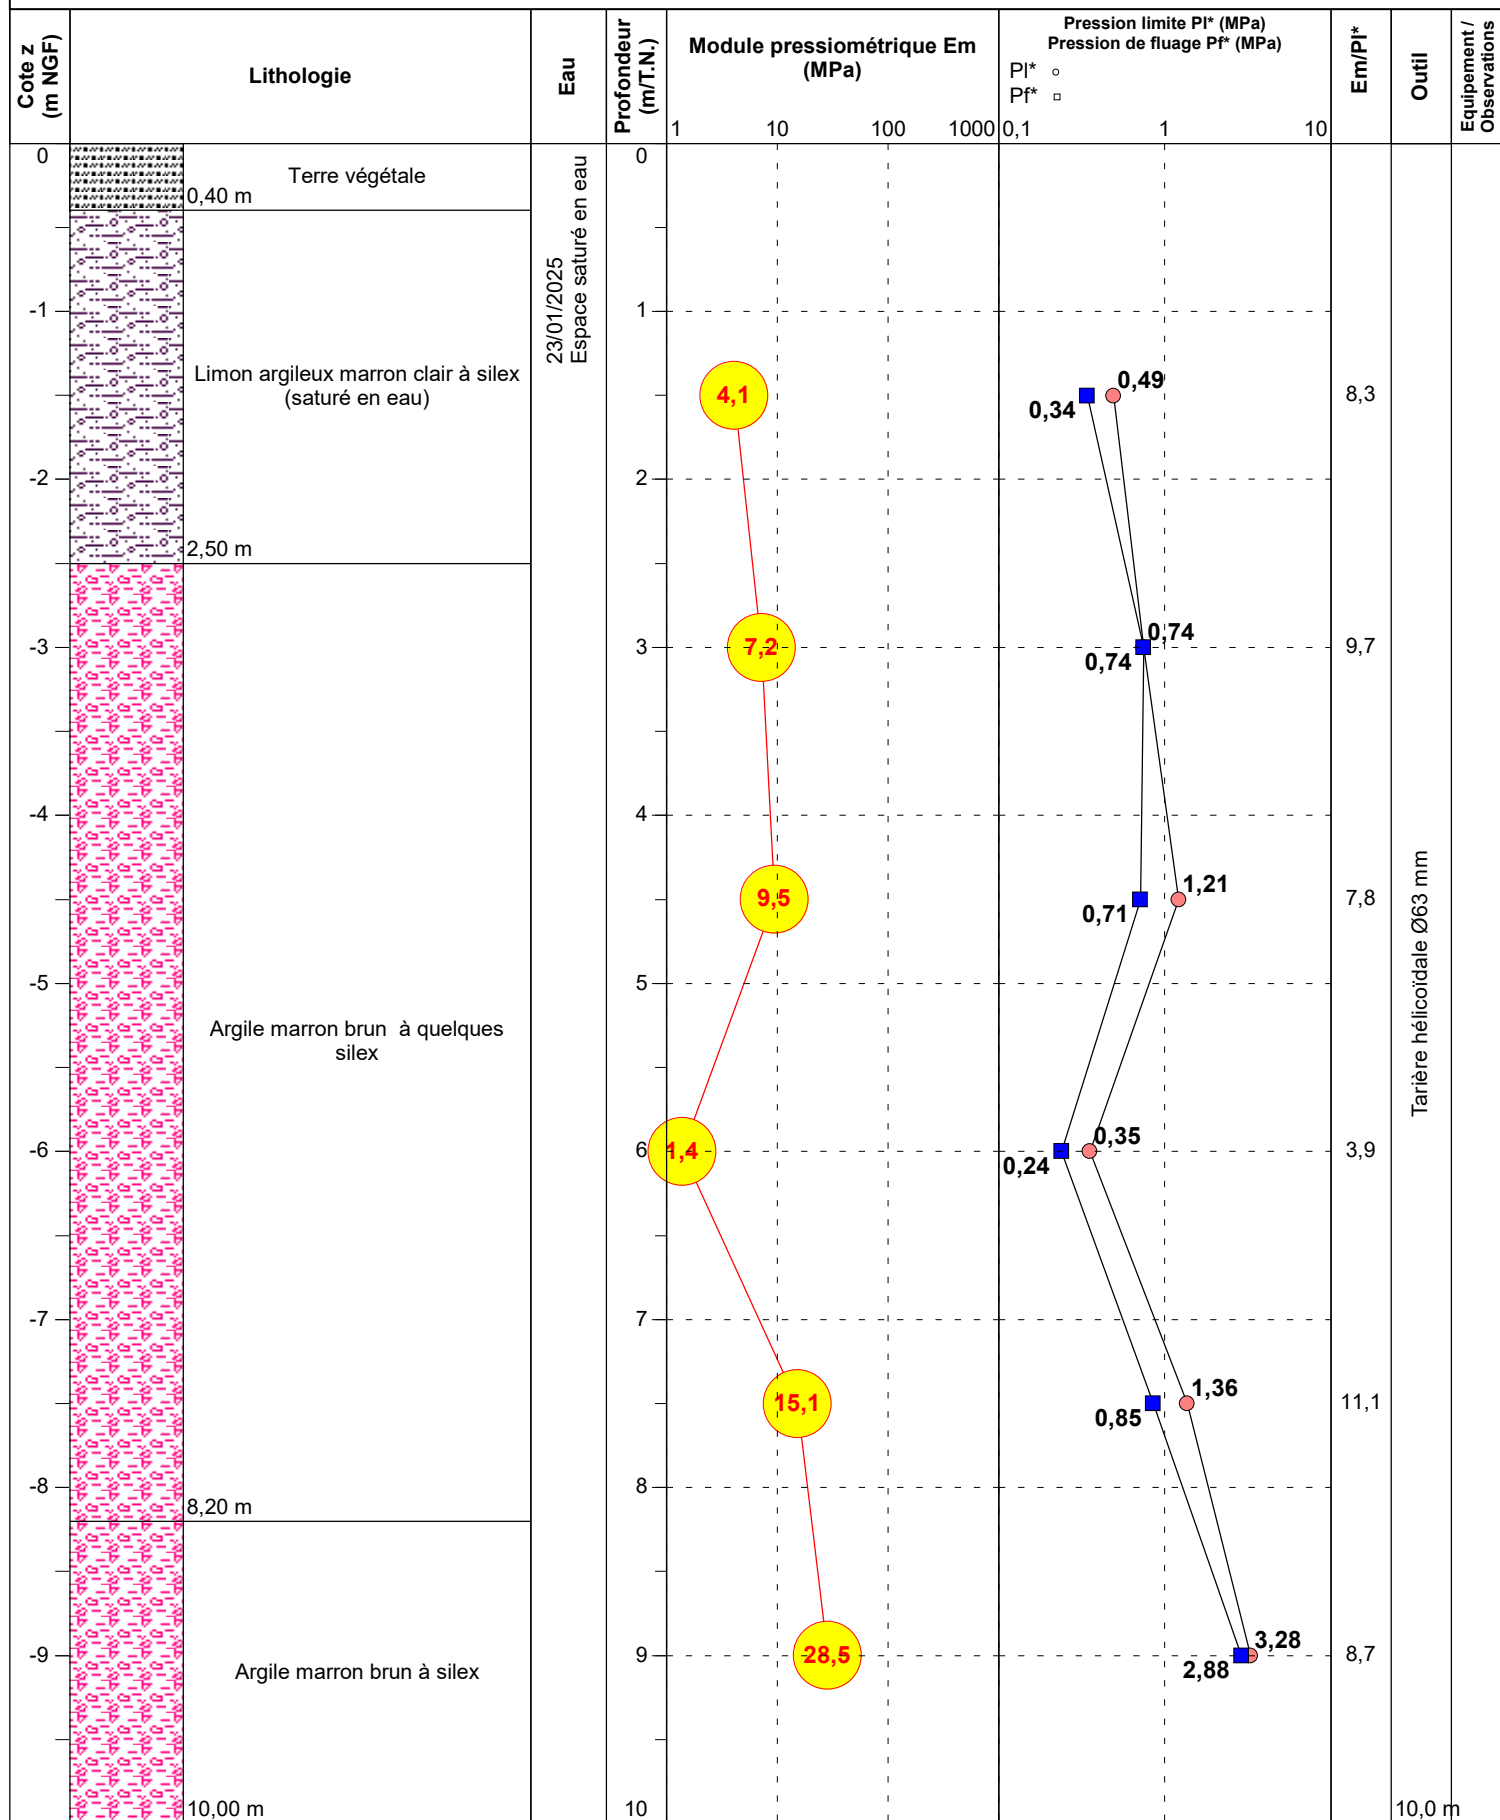 Cote z
(m NGF)
Lithologie
Eau
Profondeur
(m/T.N.)
Module pressiométrique Em
(MPa)
1 10 100 1000
Pression limite Pl* (MPa)
Pression de fluage Pf* (MPa)
Pl*
Pf*
0,1 1 10
Em/Pl*
Outil
Equipement /
Observations
0
-1
-2
-3
-4
-5
-6
-7
-8
-9
Terre végétale
0,40 m
Limon argileux marron clair à silex
(saturé en eau)
2,50 m
Argile marron brun à quelques
silex
8,20 m
Argile marron brun à silex
10,00 m
23/01/2025
Espace saturé en eau
0
1
2
3
4
5
6
7
8
9
10
4,1
7,2
9,5
1,4
15,1
28,5
0,49
0,34
0,74
0,74
1,21
0,71
0,35
0,24
1,36
0,85
3,28
2,88
8,3
9,7
7,8
3,9
11,1
8,7
Tarière hélicoïdale Ø63 mm
10,0 m